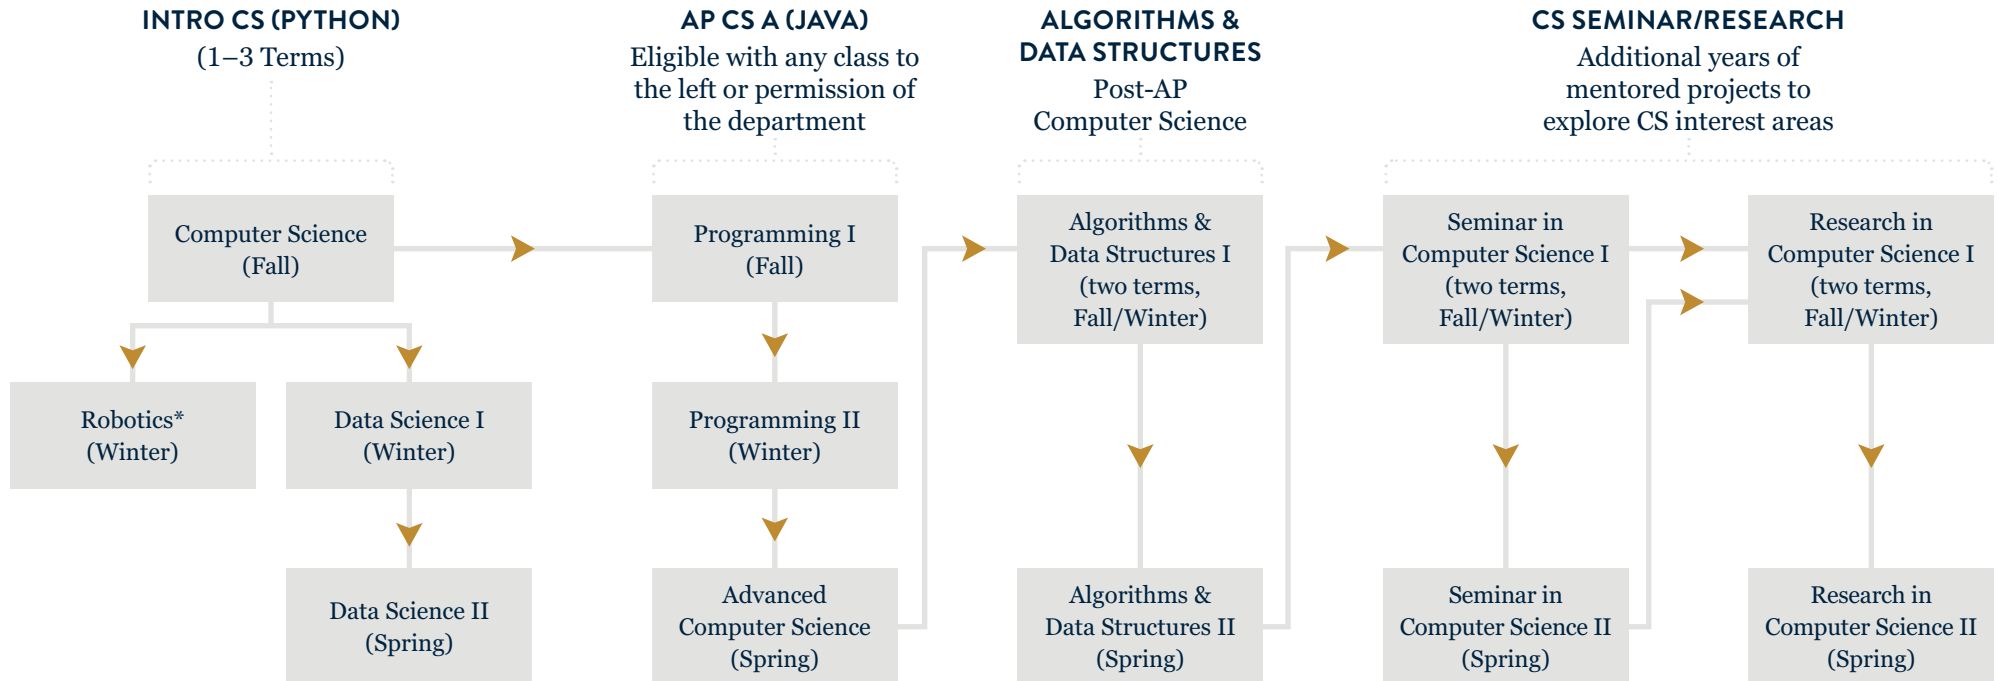 INTRO CS (PYTHON)
(1–3 Terms)
AP CS A (JAVA)
Eligible with any class to
the left or permission of
the department
ALGORITHMS &
DATA STRUCTURES
Post-AP
Computer Science
CS SEMINAR/RESEARCH
Additional years of
mentored projects to
explore CS interest areas
Computer Science
(Fall)
Programming I
(Fall)
Algorithms &
Data Structures I
(two terms,
Fall/Winter)
Seminar in
Computer Science I
(two terms,
Fall/Winter)
Research in
Computer Science I
(two terms,
Fall/Winter)
Robotics*
(Winter)
Data Science I
(Winter)
Programming II
(Winter)
Data Science II
(Spring)
Advanced
Computer Science
(Spring)
Algorithms &
Data Structures II
(Spring)
Seminar in
Computer Science II
(Spring)
Research in
Computer Science II
(Spring)